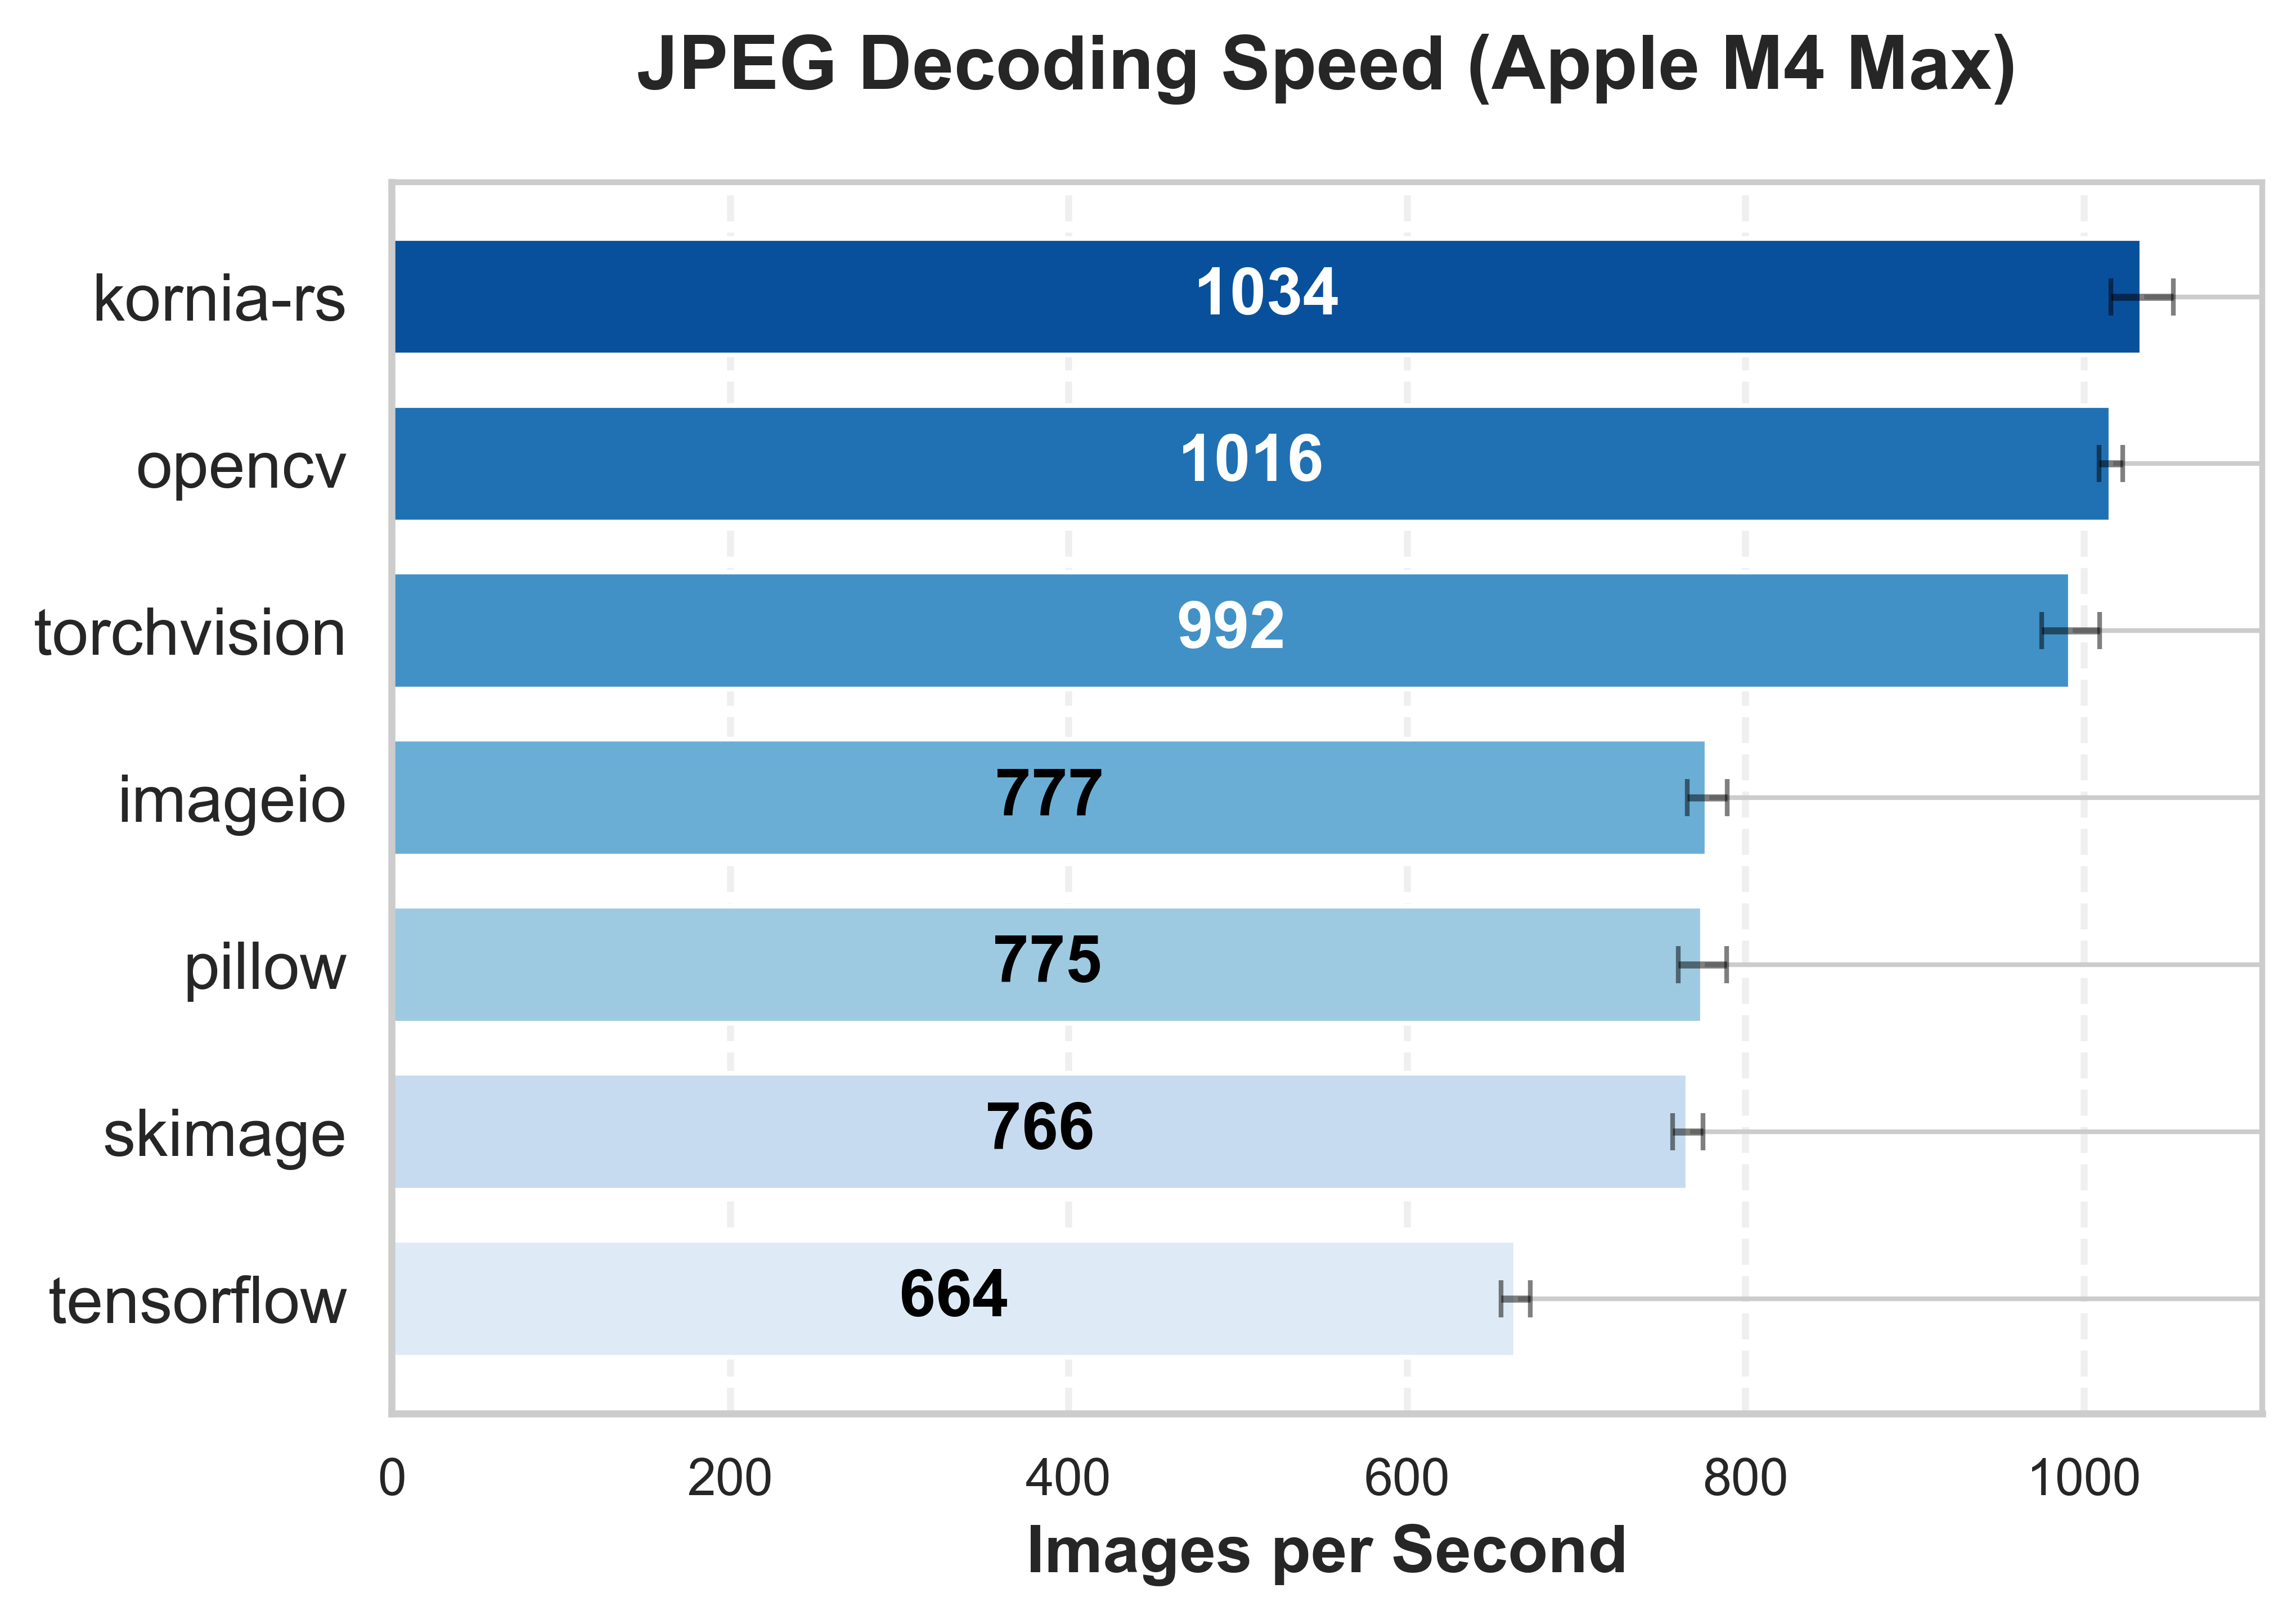 JPEG Decoding Speed (Apple M4 Max)
kornia-rs 1034
opencv 1016
torchvision 992
imageio 777
pillow 775
skimage 766
tensorflow 664
0 200 400 600 800 1000
Images per Second